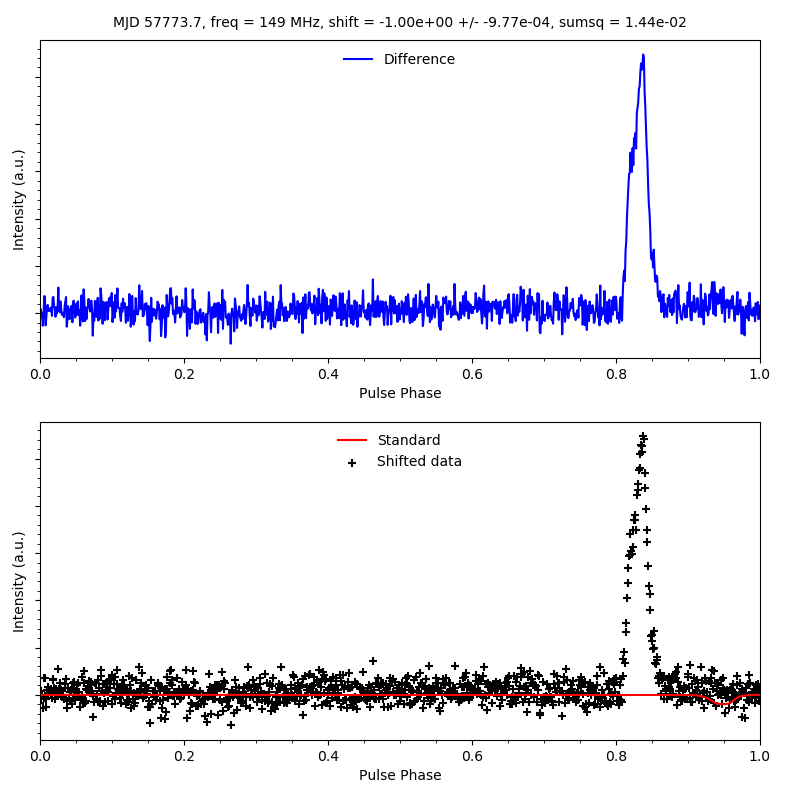 MJD 57773.7, freq = 149 MHz, shift = -1.00e+00 +/- -9.77e-04, sumsq = 1.44e-02
Difference
Intensity (a.u.)
0.0 0.2 0.4 0.6 0.8 1.0
Pulse Phase
Standard
Shifted data
Intensity (a.u.)
0.0 0.2 0.4 0.6 0.8 1.0
Pulse Phase